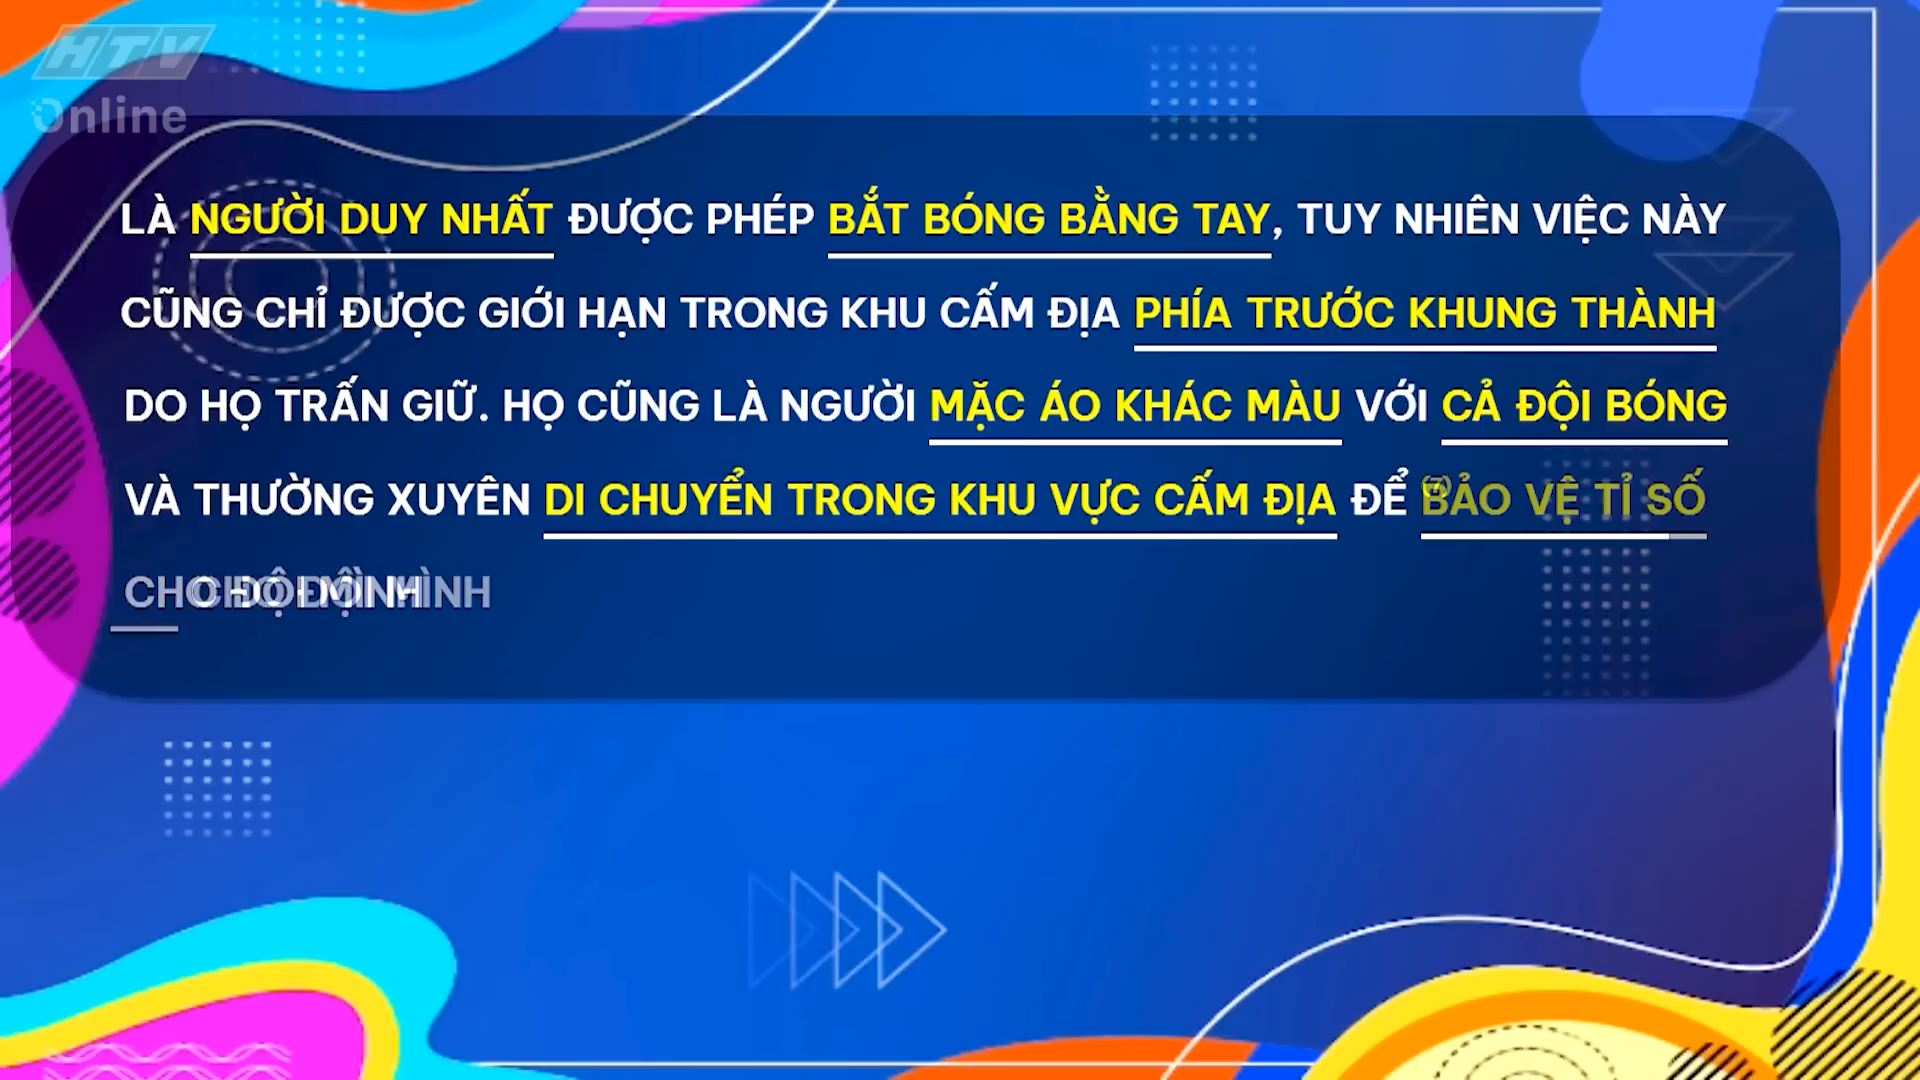 HTV
Online
LÀ NGƯỜI DUY NHẤT ĐƯỢC PHÉP BẮT BÓNG BẰNG TAY, TUY NHIÊN VIỆC NÀY
CŨNG CHỈ ĐƯỢC GIỚI HẠN TRONG KHU CẤM ĐỊA PHÍA TRƯỚC KHUNG THÀNH
DO HỌ TRẤN GIỮ. HỌ CŨNG LÀ NGƯỜI MẶC ÁO KHÁC MÀU VỚI CẢ ĐỘI BÓNG
VÀ THƯỜNG XUYÊN DI CHUYỂN TRONG KHU VỰC CẤM ĐỊA ĐỂ BẢO VỆ TỈ SỐ
CHO ĐỘI MÌNH